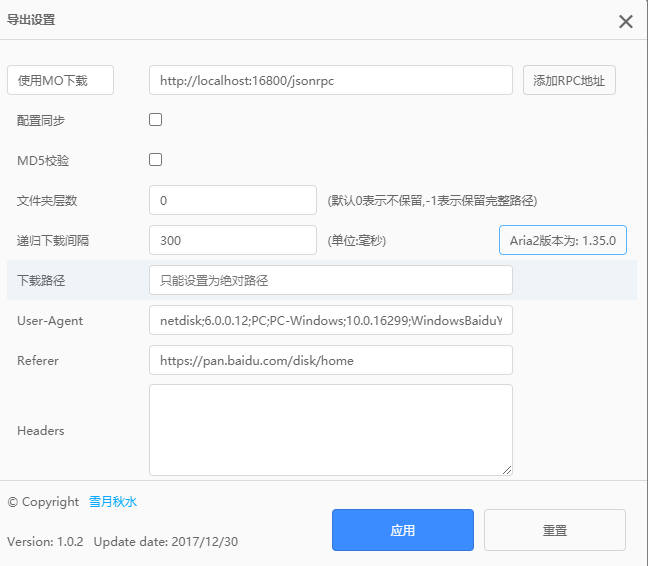 导出设置
使用MO下载 http://localhost:16800/jsonrpc 添加RPC地址
配置同步
MD5校验
文件夹层数 0 (默认0表示不保留,-1表示保留完整路径)
递归下载间隔 300 (单位:毫秒) Aria2版本为: 1.35.0
下载路径 只能设置为绝对路径
User-Agent netdisk;6.0.0.12;PC;PC-Windows;10.0.16299;WindowsBaiduY
Referer https://pan.baidu.com/disk/home
Headers
© Copyright 雪月秋水
Version: 1.0.2 Update date: 2017/12/30
应用 重置